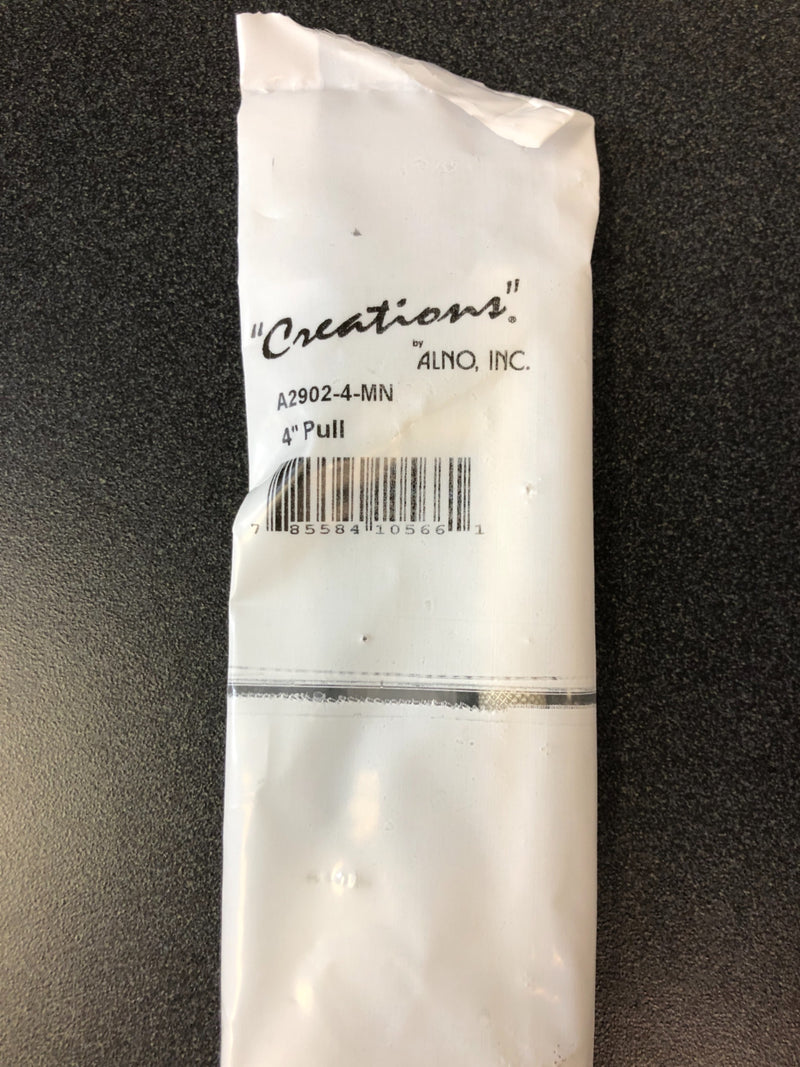 "Creations".®
by
ALNO, INC.
A2902-4-MN
4" Pull
7 85584 10566 1